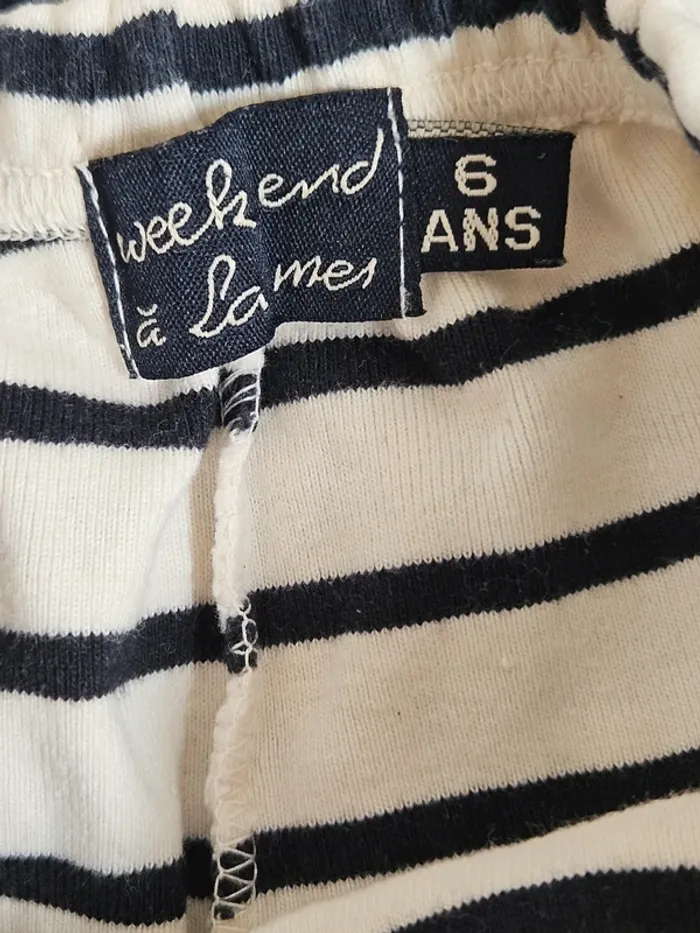 weekend
à La mer
6
ANS